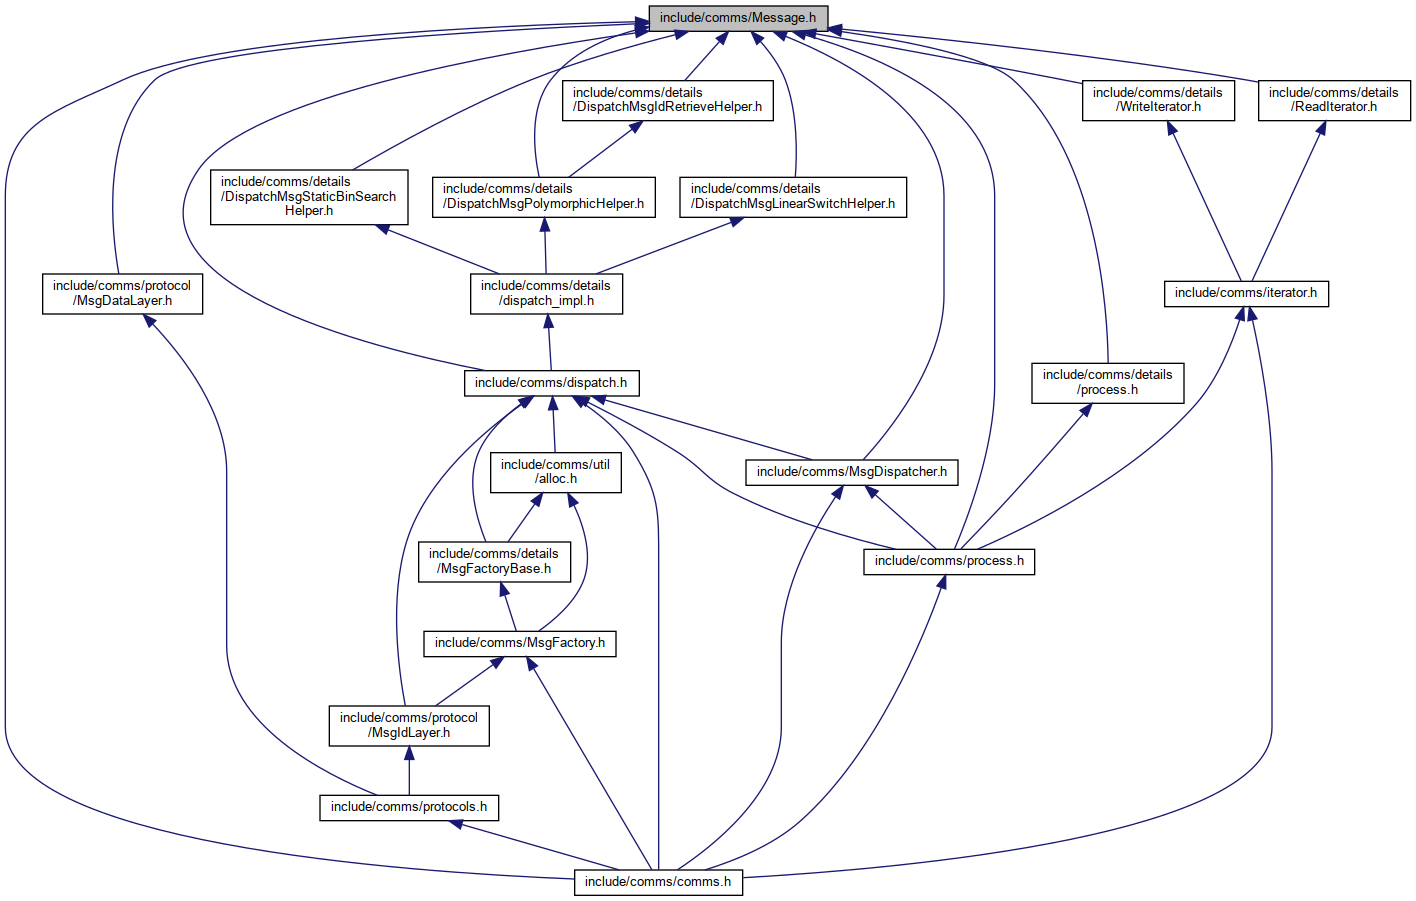 include/comms/Message.h
include/comms/details
/DispatchMsgIdRetrieveHelper.h
include/comms/details
/WriteIterator.h
include/comms/details
/ReadIterator.h
include/comms/details
/DispatchMsgStaticBinSearch
Helper.h
include/comms/details
/DispatchMsgPolymorphicHelper.h
include/comms/details
/DispatchMsgLinearSwitchHelper.h
include/comms/protocol
/MsgDataLayer.h
include/comms/details
/dispatch_impl.h
include/comms/iterator.h
include/comms/dispatch.h
include/comms/details
/process.h
include/comms/util
/alloc.h
include/comms/MsgDispatcher.h
include/comms/details
/MsgFactoryBase.h
include/comms/process.h
include/comms/MsgFactory.h
include/comms/protocol
/MsgIdLayer.h
include/comms/protocols.h
include/comms/comms.h